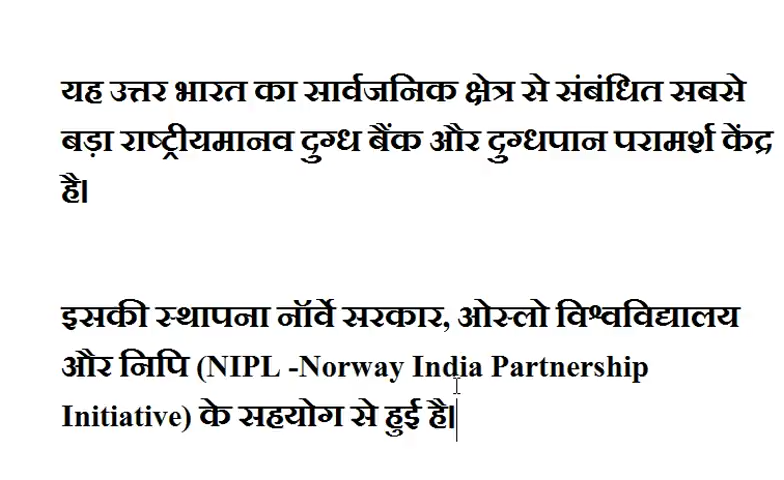 यह उत्तर भारत का सार्वजनिक क्षेत्र से संबंधित सबसे
बड़ा राष्ट्रीयमानव दुग्ध बैंक और दुग्धपान परामर्श केंद्र
है।
इसकी स्थापना नॉर्वे सरकार, ओस्लो विश्वविद्यालय
और निपि (NIPL -Norway India Partnership
Initiative) के सहयोग से हुई है।